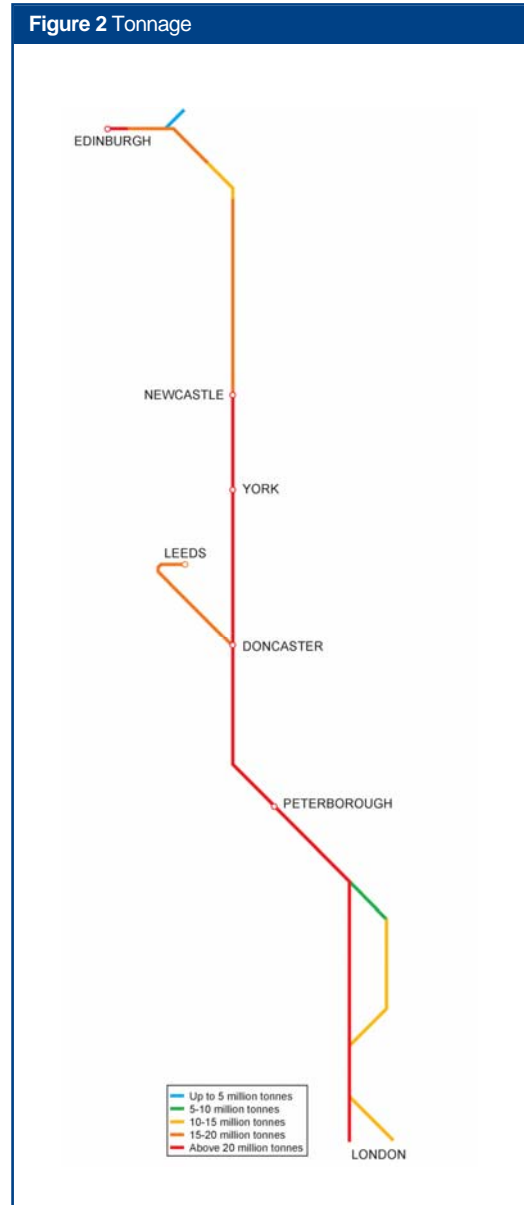 Figure 2 Tonnage
EDINBURGH
NEWCASTLE
YORK
LEEDS
DONCASTER
PETERBOROUGH
Up to 5 million tonnes
5-10 million tonnes
10-15 million tonnes
15-20 million tonnes
Above 20 million tonnes
LONDON